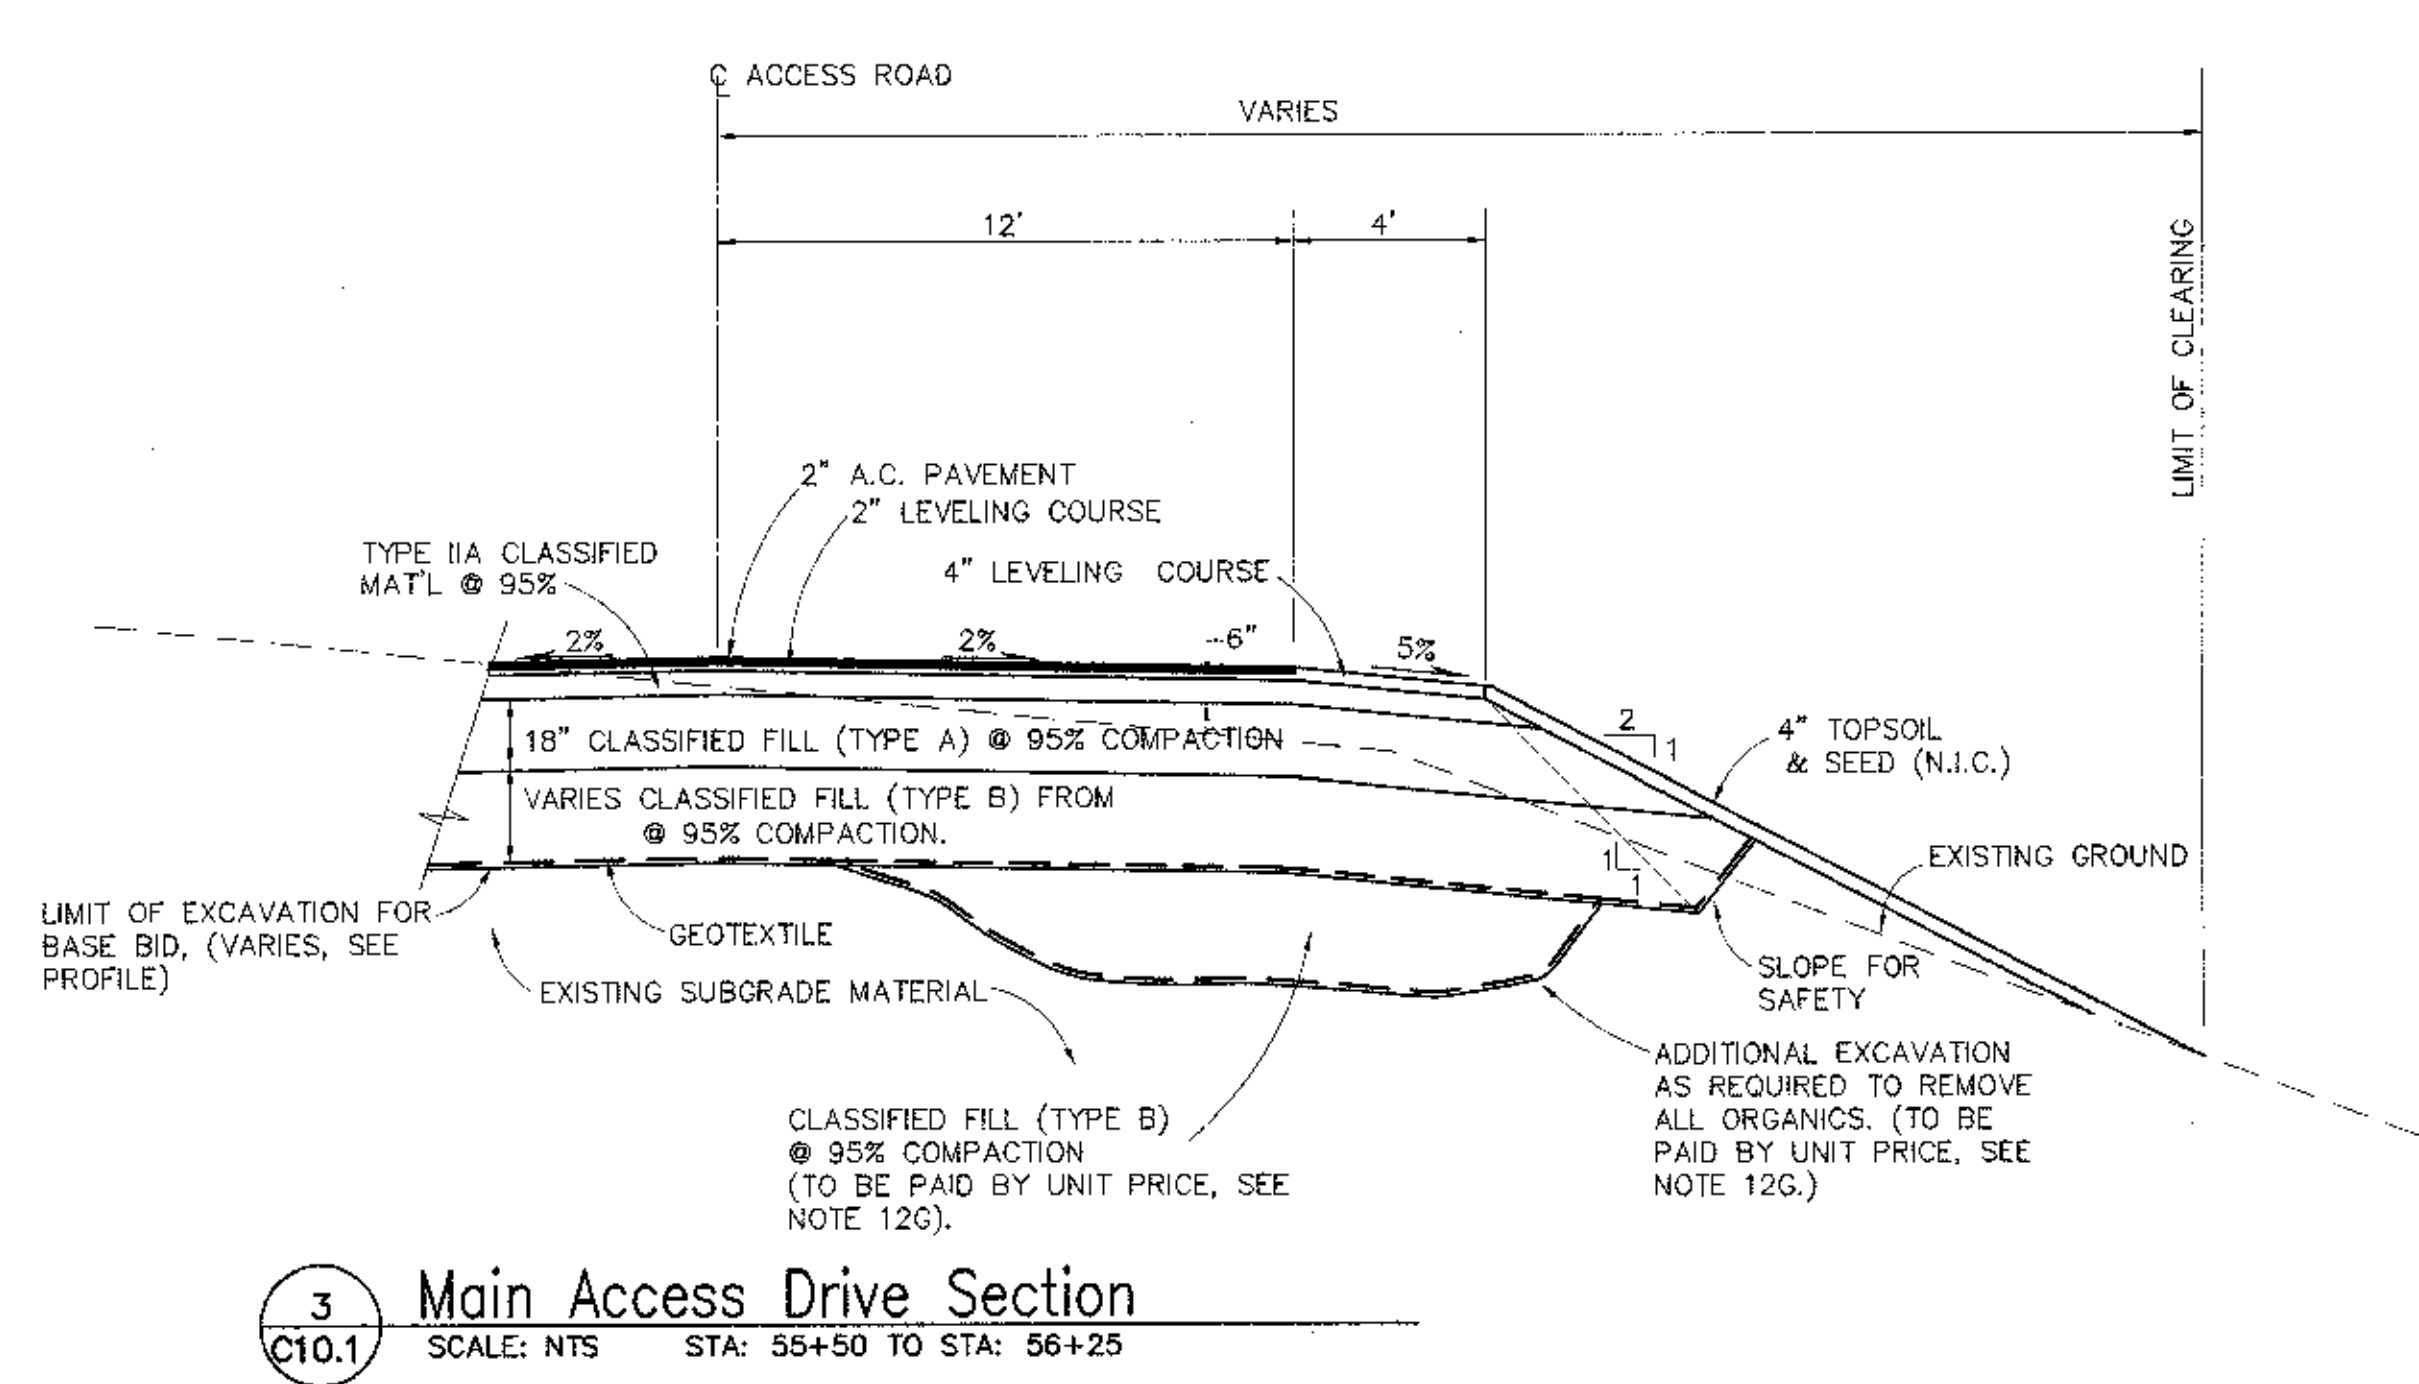 ℄ ACCESS ROAD
VARIES
12'
4'
LIMIT OF CLEARING
2" A.C. PAVEMENT
2" LEVELING COURSE
TYPE IIA CLASSIFIED
MAT'L @ 95%
4" LEVELING COURSE
2%
2%
6"
5%
18" CLASSIFIED FILL (TYPE A) @ 95% COMPACTION
2
1
4" TOPSOIL
& SEED (N.I.C.)
VARIES CLASSIFIED FILL (TYPE B) FROM
@ 95% COMPACTION.
1
1
EXISTING GROUND
LIMIT OF EXCAVATION FOR
BASE BID, (VARIES, SEE
PROFILE)
GEOTEXTILE
EXISTING SUBGRADE MATERIAL
SLOPE FOR
SAFETY
ADDITIONAL EXCAVATION
AS REQUIRED TO REMOVE
ALL ORGANICS. (TO BE
PAID BY UNIT PRICE, SEE
NOTE 12G.)
CLASSIFIED FILL (TYPE B)
@ 95% COMPACTION
(TO BE PAID BY UNIT PRICE, SEE
NOTE 12G).
3
C10.1
Main Access Drive Section
SCALE: NTS STA: 55+50 TO STA: 56+25